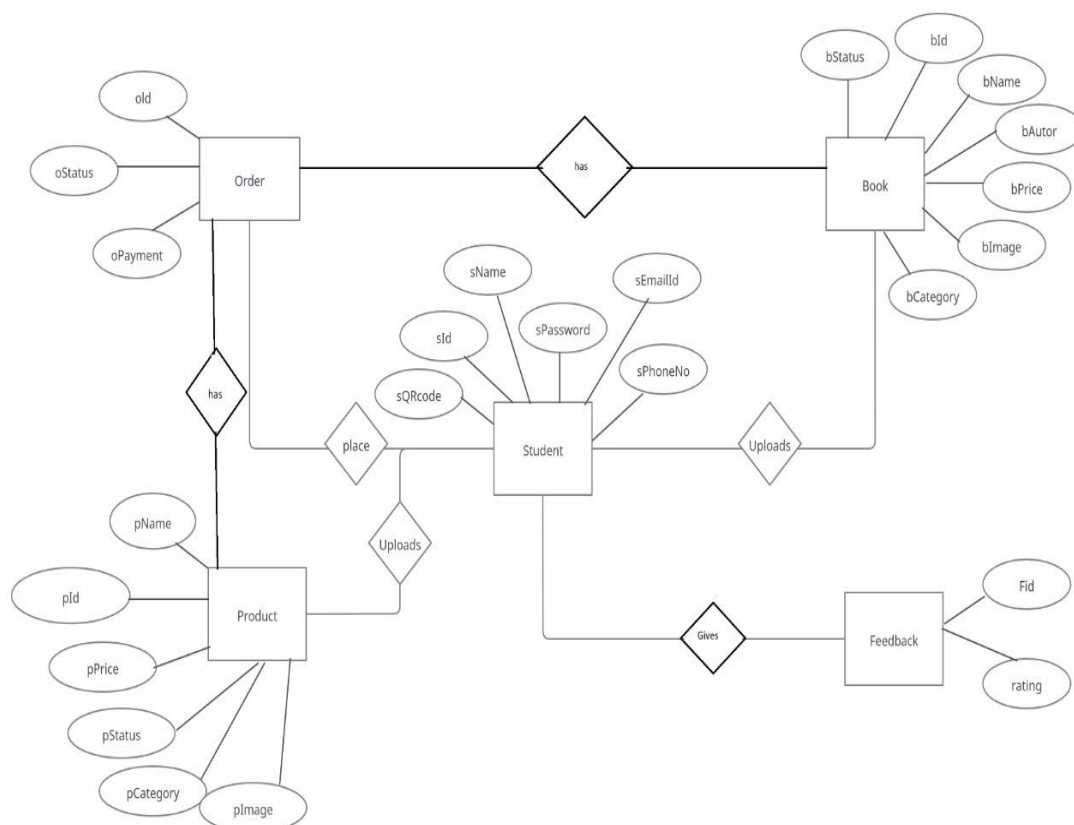 bId
bStatus
bName
oId
bAutor
has
oStatus
Order
Book
bPrice
oPayment
bImage
sName
sEmailId
bCategory
sPassword
sId
sPhoneNo
has
sQRcode
place
Student
Uploads
pName
Uploads
Fid
pId
Product
Gives
Feedback
pPrice
rating
pStatus
pCategory
pImage